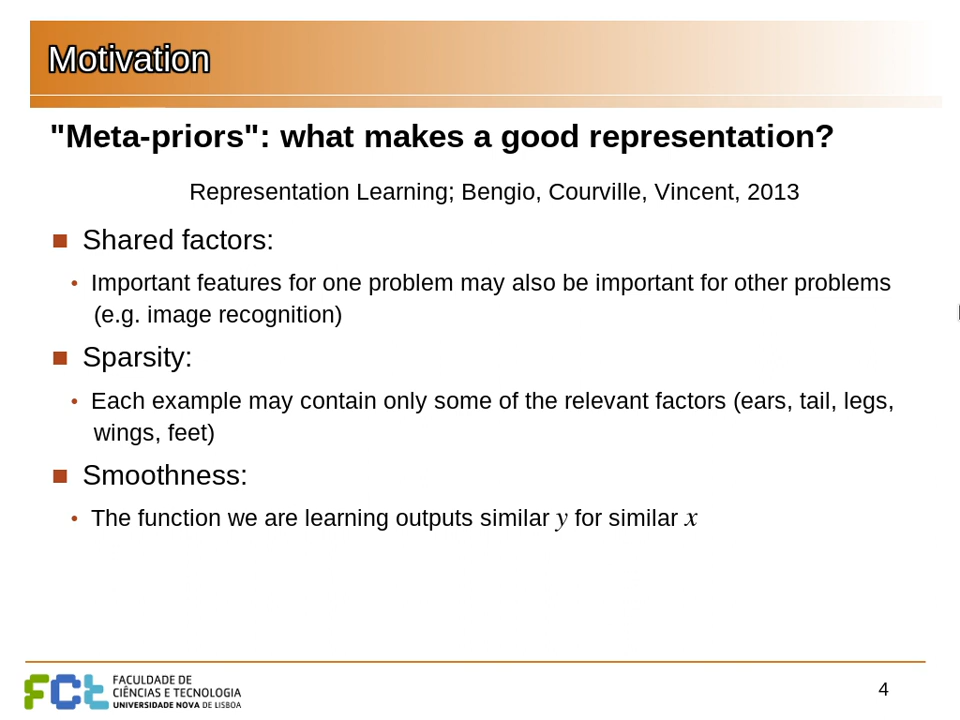 Motivation
"Meta-priors": what makes a good representation?
Representation Learning; Bengio, Courville, Vincent, 2013
Shared factors:
Important features for one problem may also be important for other problems
(e.g. image recognition)
Sparsity:
Each example may contain only some of the relevant factors (ears, tail, legs,
wings, feet)
Smoothness:
The function we are learning outputs similar y for similar x
FCt
FACULDADE DE
CIÊNCIAS E TECNOLOGIA
UNIVERSIDADE NOVA DE LISBOA
4